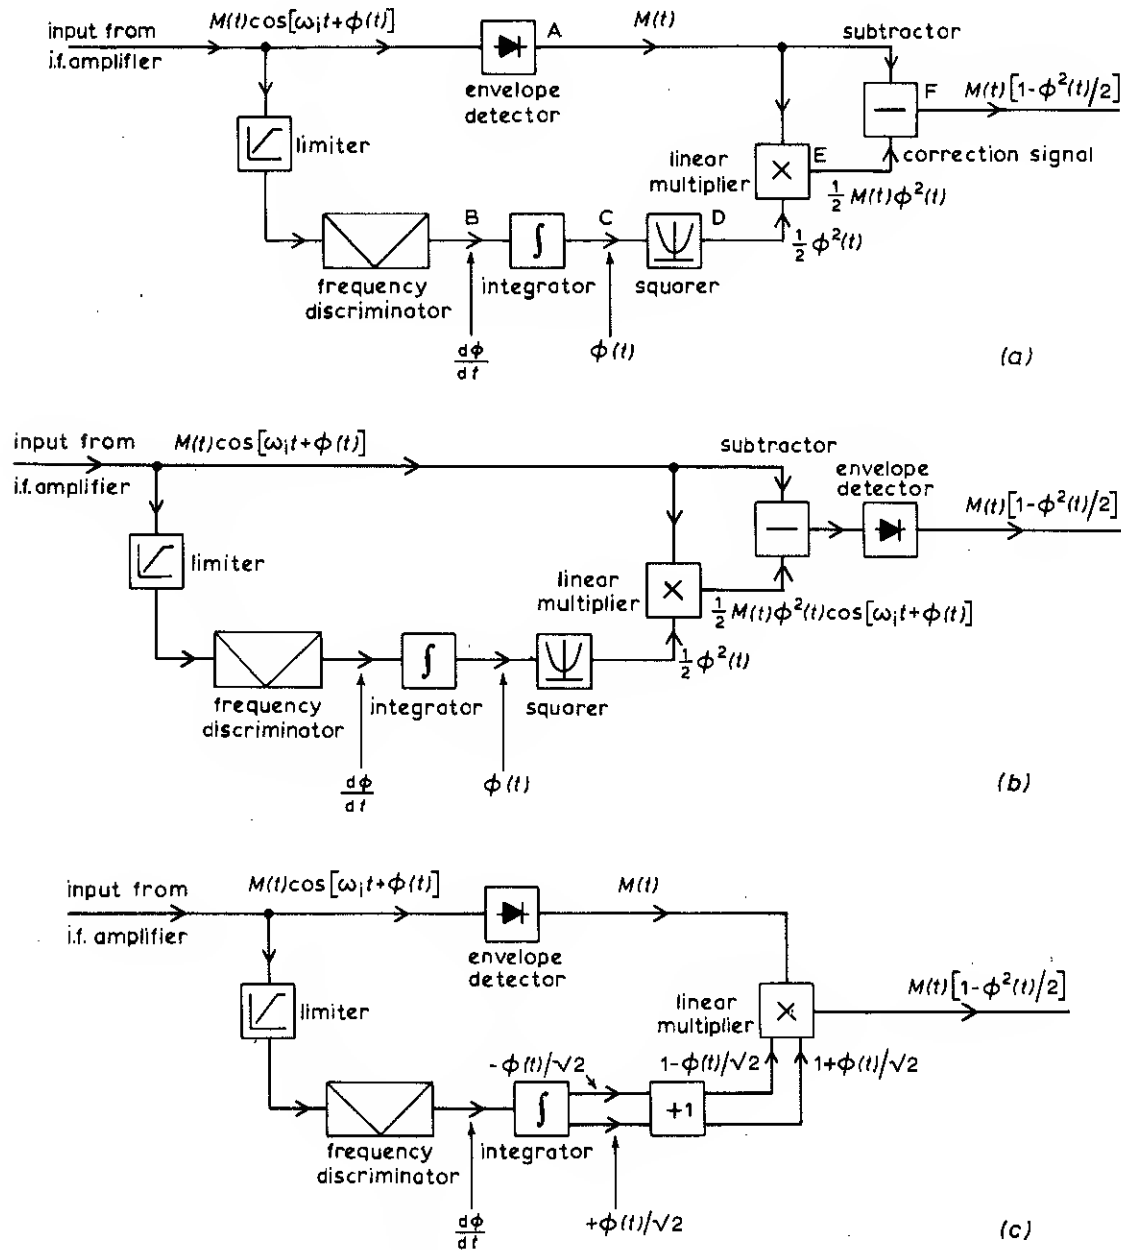 input from
i.f. amplifier
M(t)cos[ωᵢt+ϕ(t)]
A
M(t)
envelope
detector
subtractor
F
M(t)[1-ϕ²(t)/2]
limiter
linear
multiplier
E
correction signal
½ M(t)ϕ²(t)
B
C
D
½ ϕ²(t)
∫
frequency
discriminator
integrator
squarer
dϕ/dt
ϕ(t)
(a)
input from
i.f. amplifier
M(t)cos[ωᵢt+ϕ(t)]
subtractor
envelope
detector
M(t)[1-ϕ²(t)/2]
limiter
linear
multiplier
½ M(t)ϕ²(t)cos[ωᵢt+ϕ(t)]
½ ϕ²(t)
∫
frequency
discriminator
integrator
squarer
dϕ/dt
ϕ(t)
(b)
input from
i.f. amplifier
M(t)cos[ωᵢt+ϕ(t)]
M(t)
envelope
detector
limiter
linear
multiplier
M(t)[1-ϕ²(t)/2]
-ϕ(t)/√2
1-ϕ(t)/√2
1+ϕ(t)/√2
∫
+1
frequency
discriminator
integrator
dϕ/dt
+ϕ(t)/√2
(c)